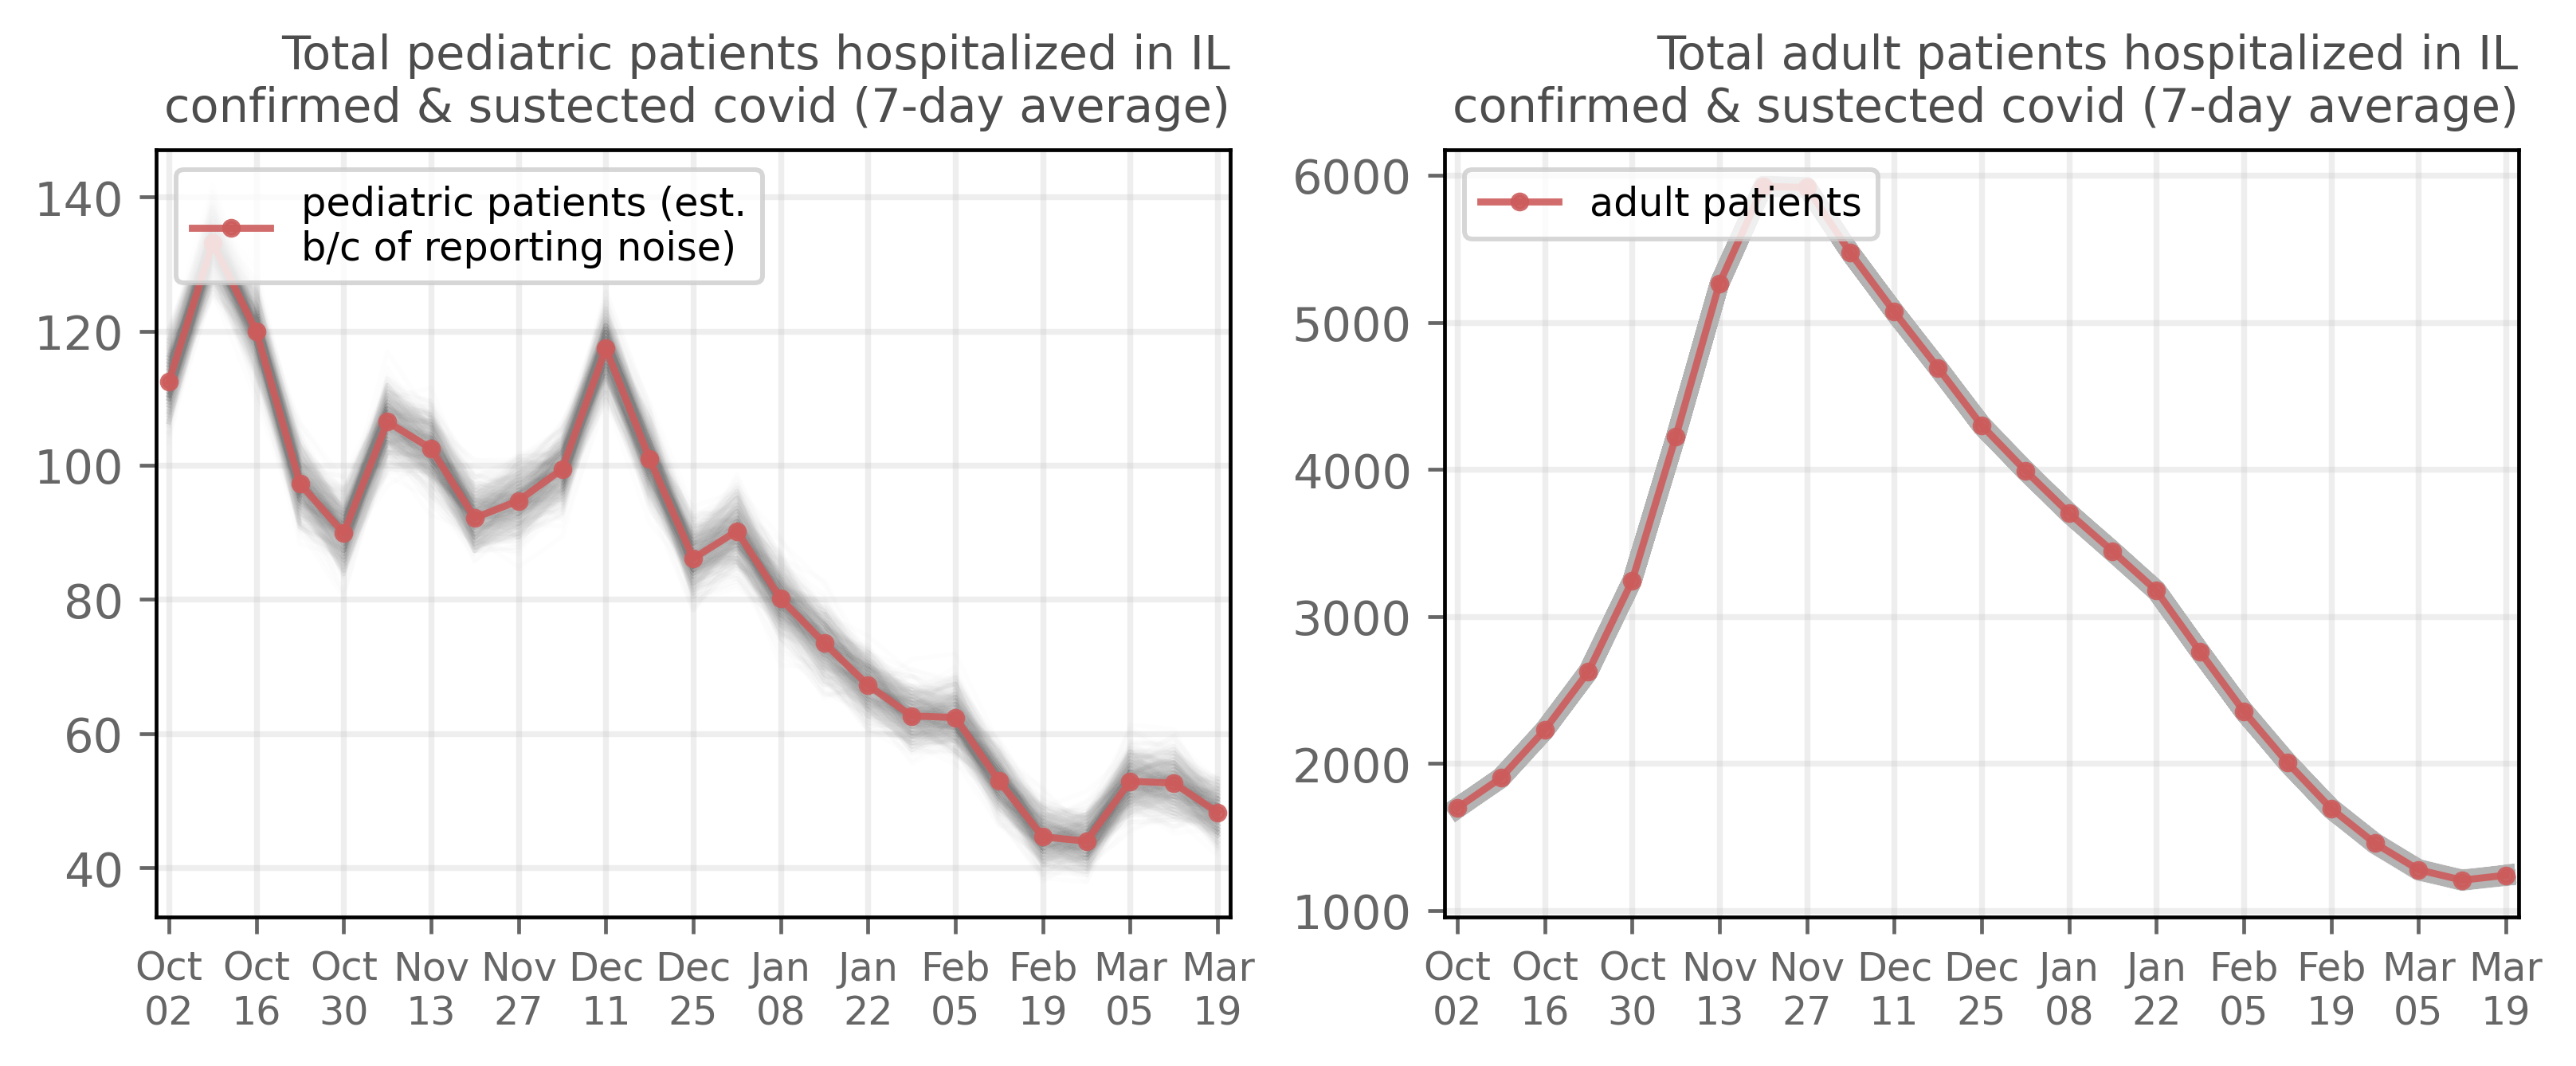 Total pediatric patients hospitalized in IL
confirmed & sustected covid (7-day average)
140
120
100
80
60
40
pediatric patients (est.
b/c of reporting noise)
Oct Oct Oct Nov Nov Dec Dec Jan Jan Feb Feb Mar Mar
02 16 30 13 27 11 25 08 22 05 19 05 19
Total adult patients hospitalized in IL
confirmed & sustected covid (7-day average)
6000
5000
4000
3000
2000
1000
adult patients
Oct Oct Oct Nov Nov Dec Dec Jan Jan Feb Feb Mar Mar
02 16 30 13 27 11 25 08 22 05 19 05 19